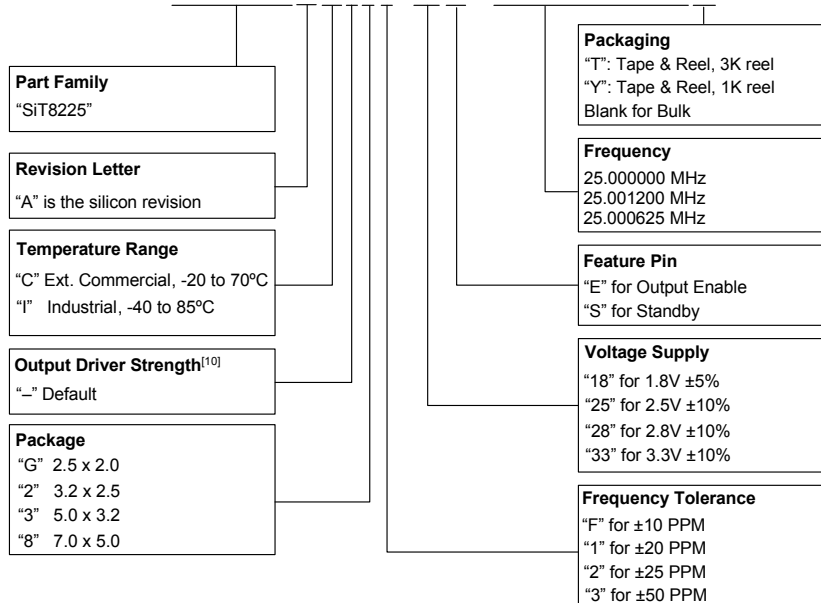 Part Family
“SiT8225”
Revision Letter
“A” is the silicon revision
Temperature Range
“C” Ext. Commercial, -20 to 70ºC
“I” Industrial, -40 to 85ºC
Output Driver Strength[10]
“–” Default
Package
“G” 2.5 x 2.0
“2” 3.2 x 2.5
“3” 5.0 x 3.2
“8” 7.0 x 5.0
Packaging
“T”: Tape & Reel, 3K reel
“Y”: Tape & Reel, 1K reel
Blank for Bulk
Frequency
25.000000 MHz
25.001200 MHz
25.000625 MHz
Feature Pin
“E” for Output Enable
“S” for Standby
Voltage Supply
“18” for 1.8V ±5%
“25” for 2.5V ±10%
“28” for 2.8V ±10%
“33” for 3.3V ±10%
Frequency Tolerance
“F” for ±10 PPM
“1” for ±20 PPM
“2” for ±25 PPM
“3” for ±50 PPM